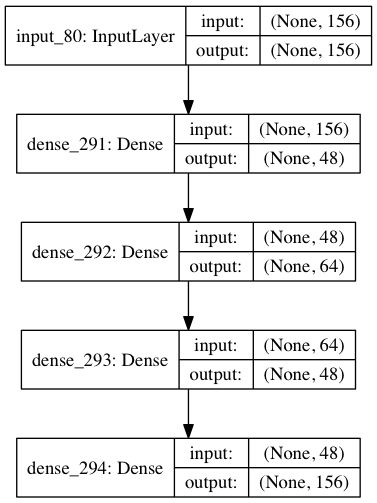 input_80: InputLayer
input: (None, 156)
output: (None, 156)
dense_291: Dense
input: (None, 156)
output: (None, 48)
dense_292: Dense
input: (None, 48)
output: (None, 64)
dense_293: Dense
input: (None, 64)
output: (None, 48)
dense_294: Dense
input: (None, 48)
output: (None, 156)